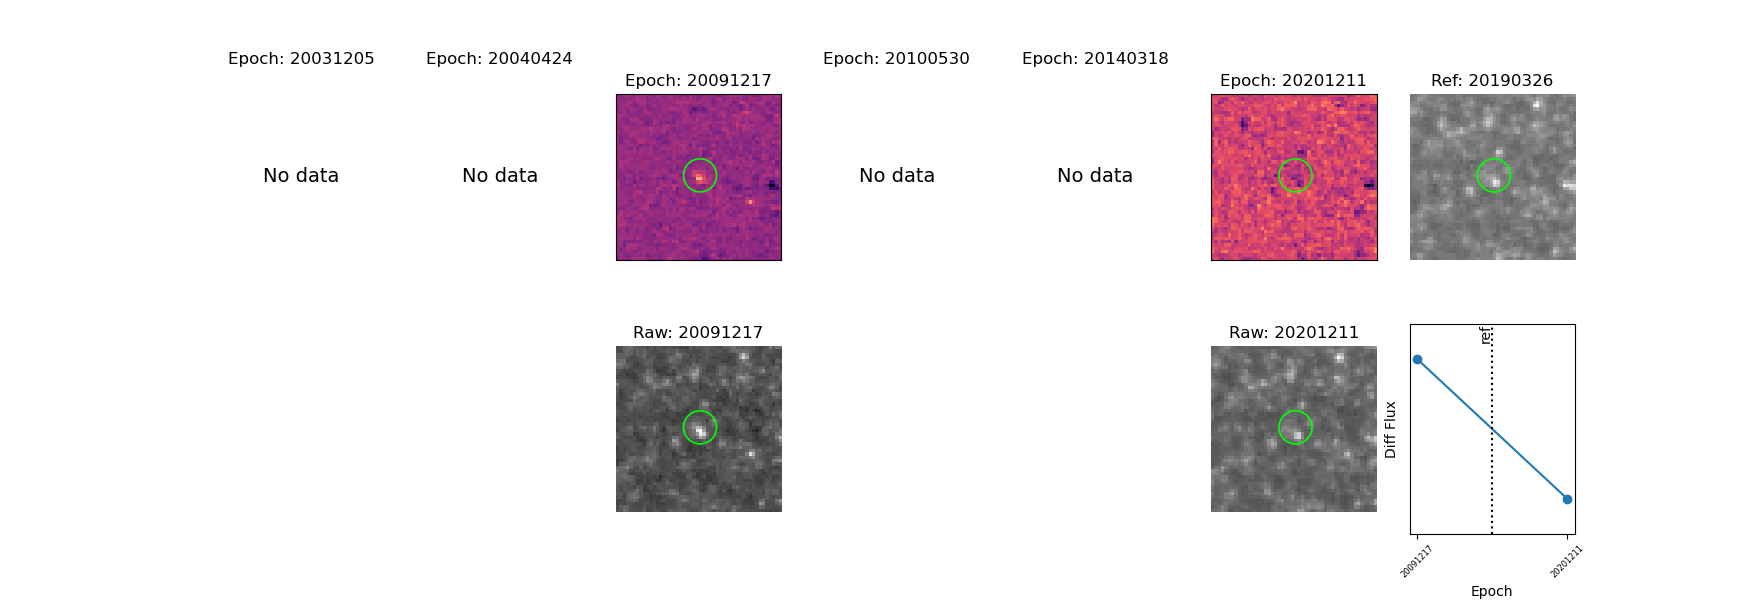 Epoch: 20031205
Epoch: 20040424
Epoch: 20091217
Epoch: 20100530
Epoch: 20140318
Epoch: 20201211
Ref: 20190326
No data
No data
No data
No data
Raw: 20091217
Raw: 20201211
ref
Diff Flux
20091217
20201211
Epoch